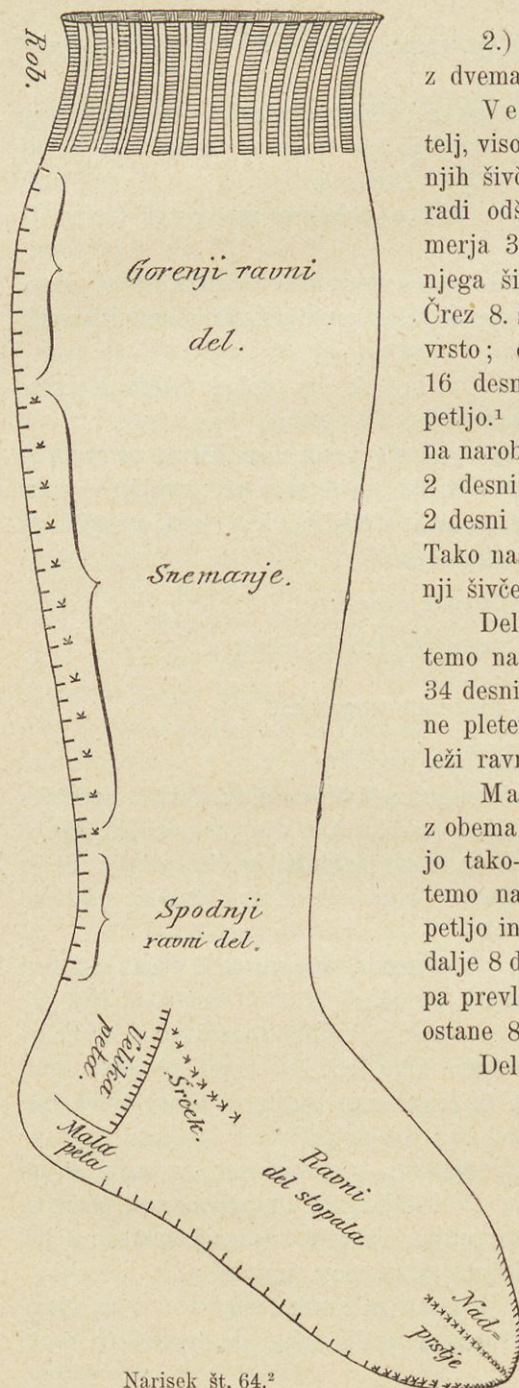 Rob.
Gorenji ravni
del.
Snemanje.
Spodnji
ravni del.
Velika
peta.
Šrček.
Mala
peta
Ravni
del stopala
Nad=
prstje
Narisek št. 64.²
2.)
z dvema
Ve
telj, viso
njih šivč
radi odš
merja 3
njega ši
Črez 8.
vrsto;
16 desn
petljo.¹
na narob
2 desni
2 desni
Tako na
nji šivče
Del
temo na
34 desni
ne plete
leži ravn
Ma
z obema
jo tako-
temo na
petljo in
dalje 8 d
pa prevl
ostane 8
Del